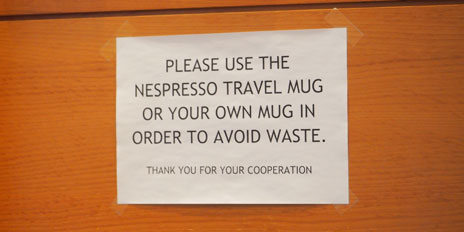 PLEASE USE THE
NESPRESSO TRAVEL MUG
OR YOUR OWN MUG IN
ORDER TO AVOID WASTE.
THANK YOU FOR YOUR COOPERATION